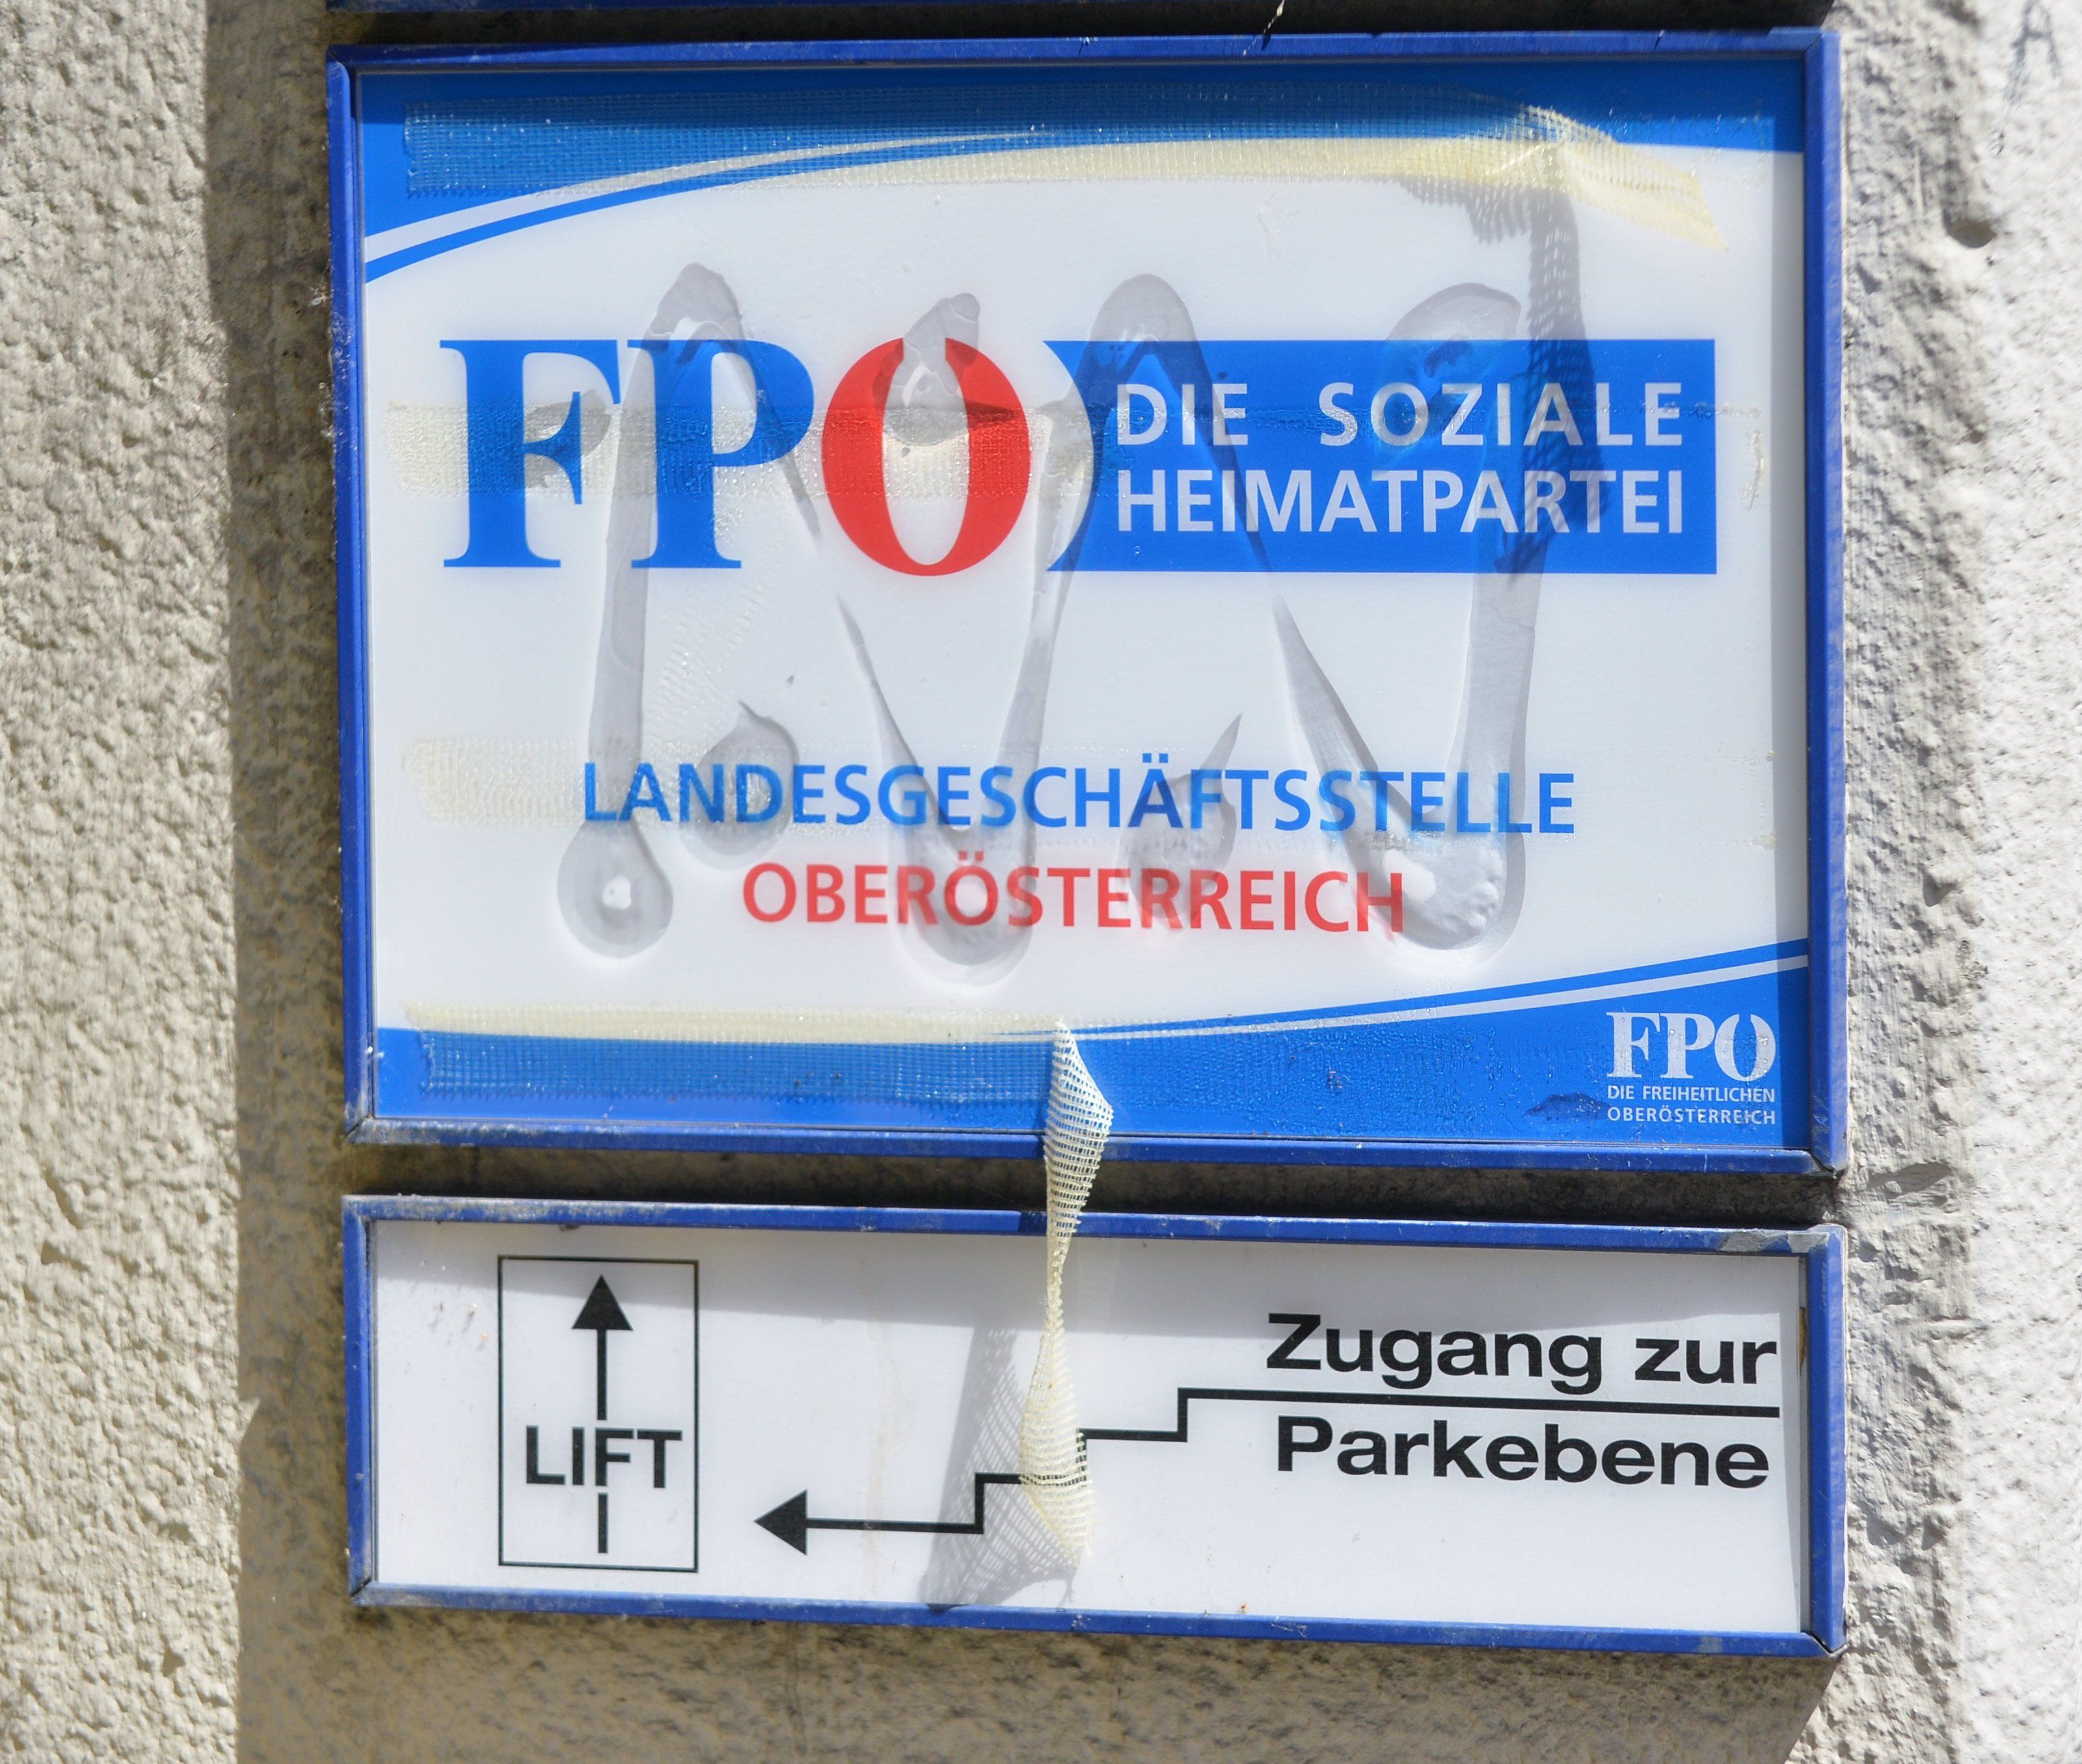 FPÖ DIE SOZIALE
HEIMATPARTEI
LANDESGESCHÄFTSSTELLE
OBERÖSTERREICH
FPÖ
DIE FREIHEITLICHEN
OBERÖSTERREICH
LIFT
Zugang zur
Parkebene